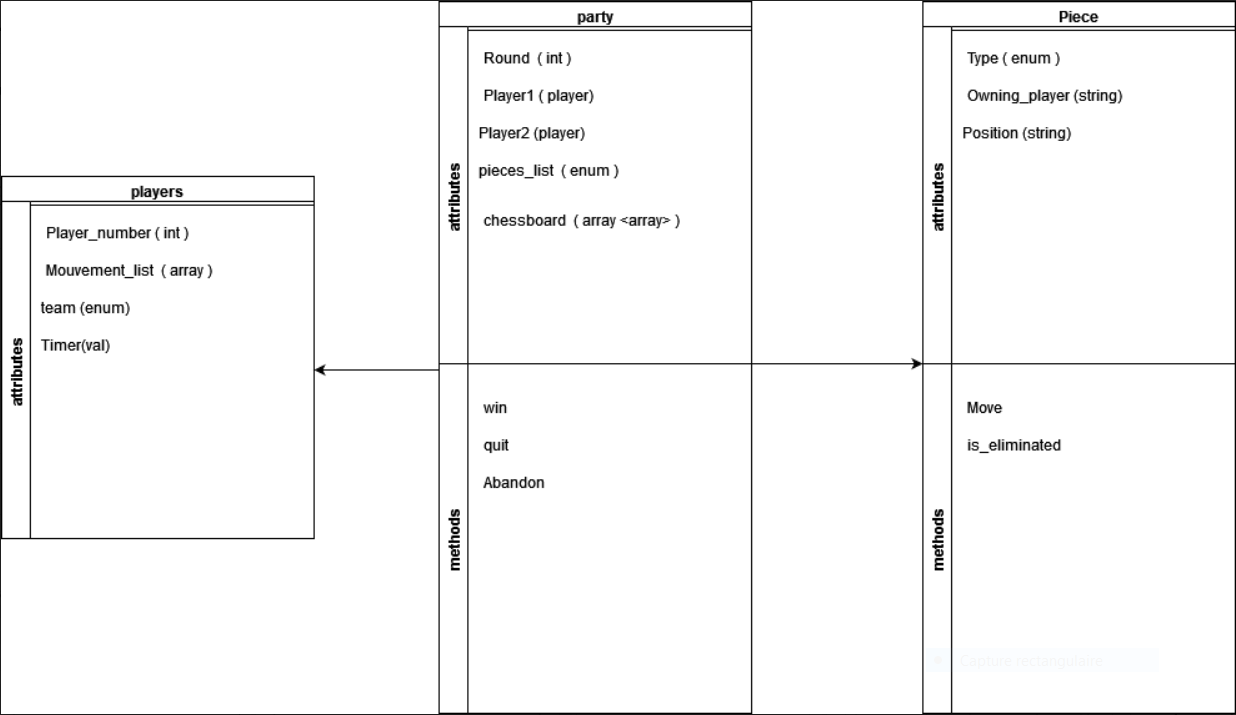 players
attributes
Player_number ( int )
Mouvement_list ( array )
team (enum)
Timer(val)
party
attributes
Round ( int )
Player1 ( player)
Player2 (player)
pieces_list ( enum )
chessboard ( array <array> )
methods
win
quit
Abandon
Piece
attributes
Type ( enum )
Owning_player (string)
Position (string)
methods
Move
is_eliminated
Capture rectangulaire